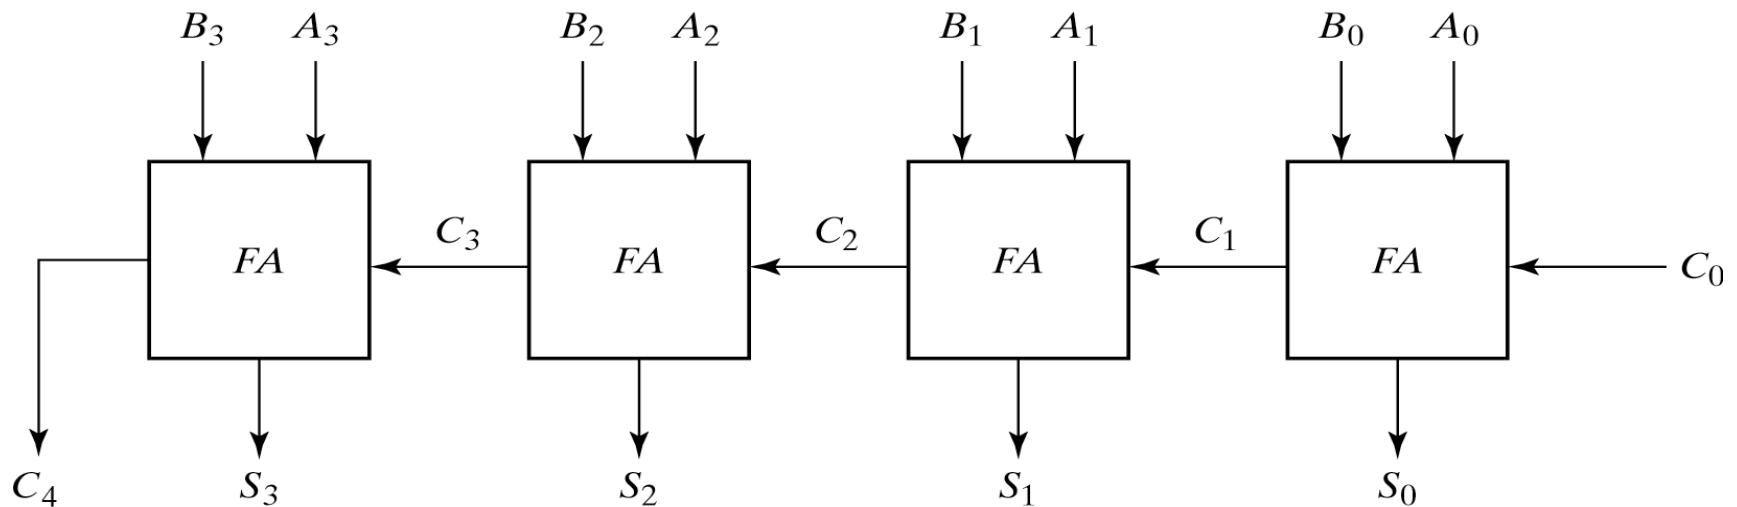 B₃ A₃ B₂ A₂ B₁ A₁ B₀ A₀
C₃ C₂ C₁
FA FA FA FA C₀
C₄ S₃ S₂ S₁ S₀